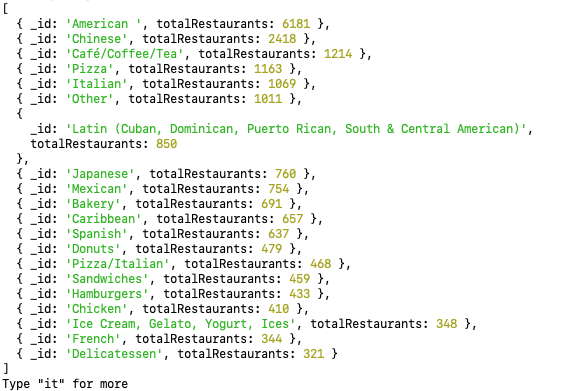 [
  { _id: 'American ', totalRestaurants: 6181 },
  { _id: 'Chinese', totalRestaurants: 2418 },
  { _id: 'Café/Coffee/Tea', totalRestaurants: 1214 },
  { _id: 'Pizza', totalRestaurants: 1163 },
  { _id: 'Italian', totalRestaurants: 1069 },
  { _id: 'Other', totalRestaurants: 1011 },
  {
    _id: 'Latin (Cuban, Dominican, Puerto Rican, South & Central American)',
    totalRestaurants: 850
  },
  { _id: 'Japanese', totalRestaurants: 760 },
  { _id: 'Mexican', totalRestaurants: 754 },
  { _id: 'Bakery', totalRestaurants: 691 },
  { _id: 'Caribbean', totalRestaurants: 657 },
  { _id: 'Spanish', totalRestaurants: 637 },
  { _id: 'Donuts', totalRestaurants: 479 },
  { _id: 'Pizza/Italian', totalRestaurants: 468 },
  { _id: 'Sandwiches', totalRestaurants: 459 },
  { _id: 'Hamburgers', totalRestaurants: 433 },
  { _id: 'Chicken', totalRestaurants: 410 },
  { _id: 'Ice Cream, Gelato, Yogurt, Ices', totalRestaurants: 348 },
  { _id: 'French', totalRestaurants: 344 },
  { _id: 'Delicatessen', totalRestaurants: 321 }
]
Type "it" for more